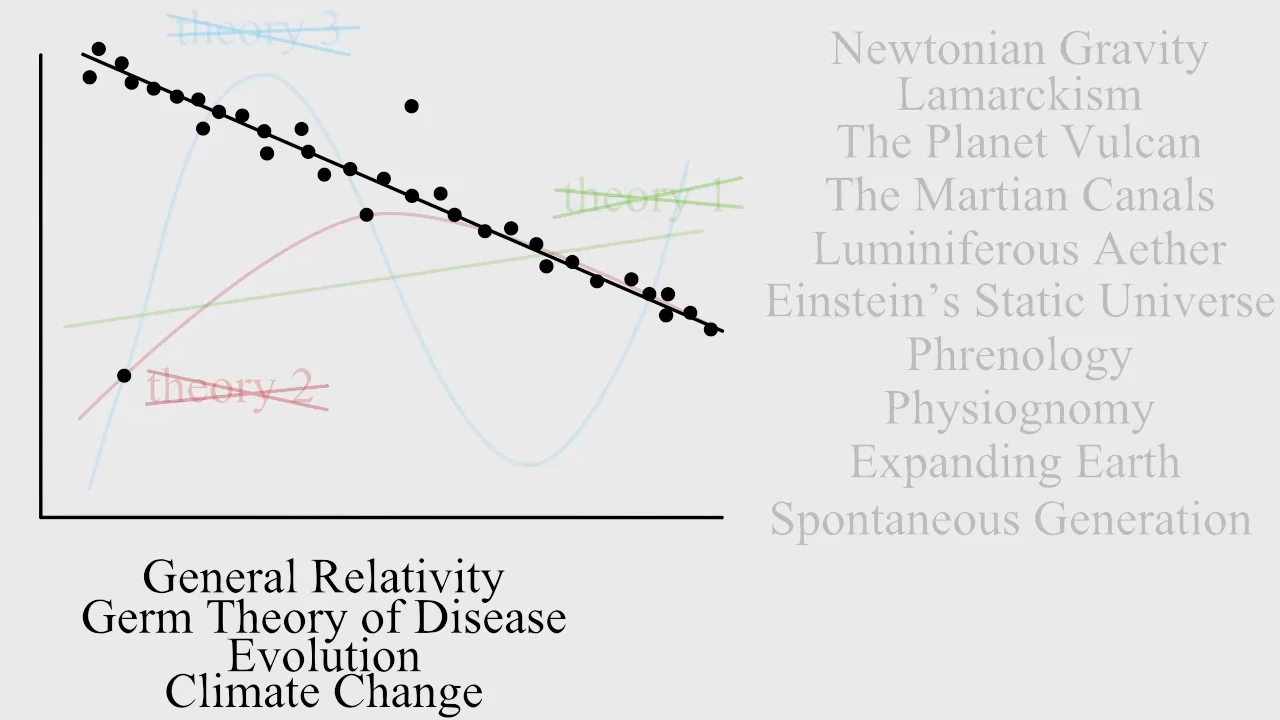 theory 3
theory 1
theory 2
Newtonian Gravity
Lamarckism
The Planet Vulcan
The Martian Canals
Luminiferous Aether
Einstein’s Static Universe
Phrenology
Physiognomy
Expanding Earth
Spontaneous Generation
General Relativity
Germ Theory of Disease
Evolution
Climate Change